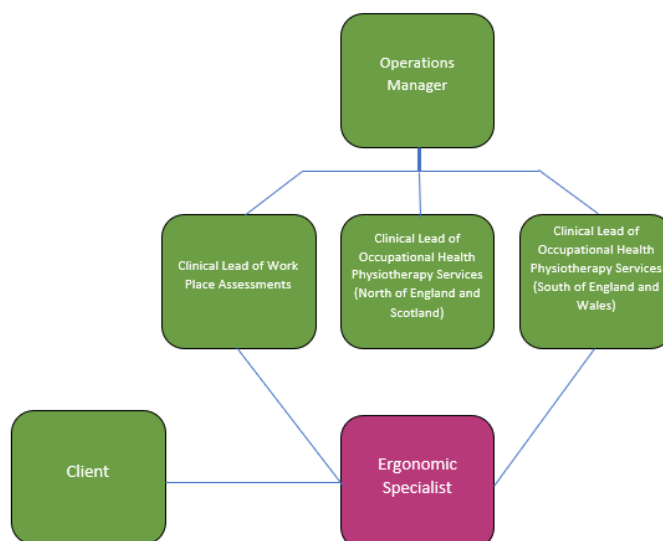 Operations
Manager
Clinical Lead of Work
Place Assessments
Clinical Lead of
Occupational Health
Physiotherapy Services
(North of England and
Scotland)
Clinical Lead of
Occupational Health
Physiotherapy Services
(South of England and
Wales)
Client
Ergonomic
Specialist